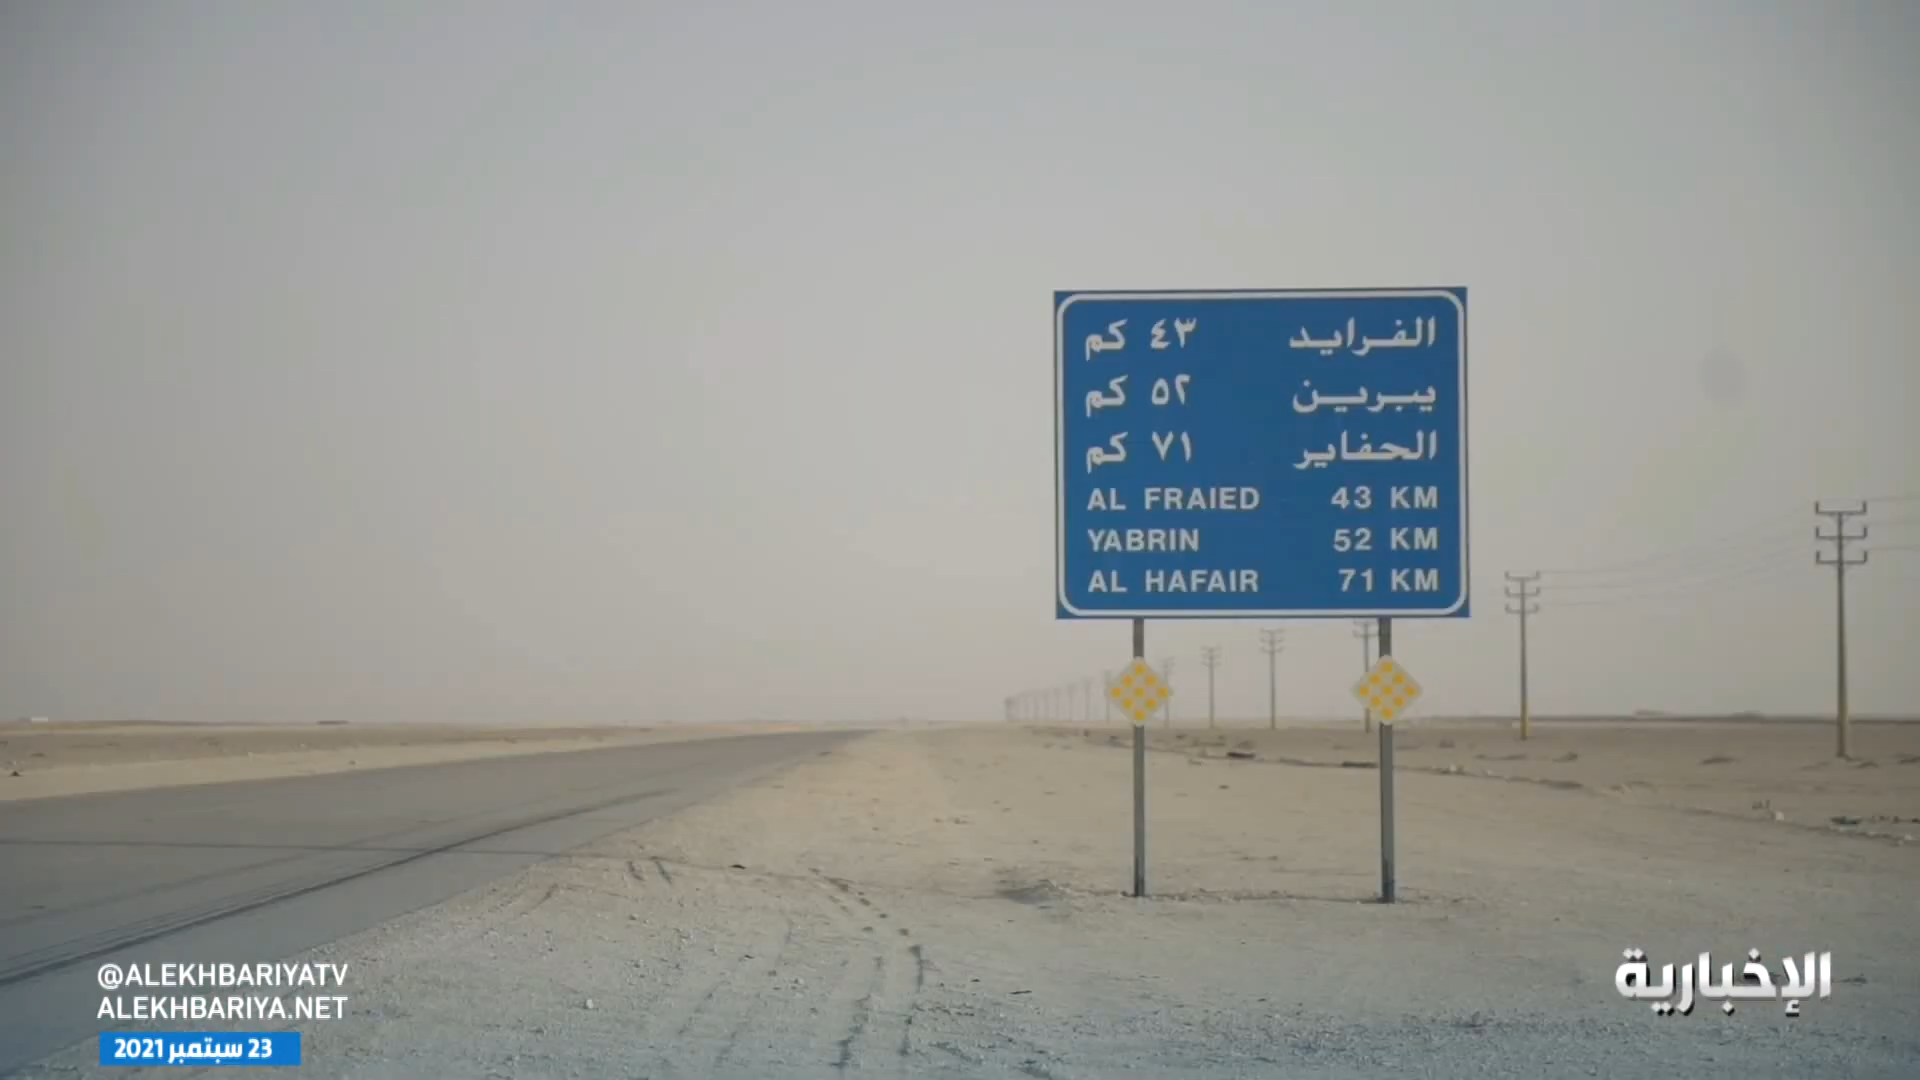 الفرايد ٤٣ كم
يبرين ٥٢ كم
الحفاير ٧١ كم
AL FRAIED 43 KM
YABRIN 52 KM
AL HAFAIR 71 KM
@ALEKHBARIYATV
ALEKHBARIYA.NET
23 سبتمبر 2021
الإخبارية